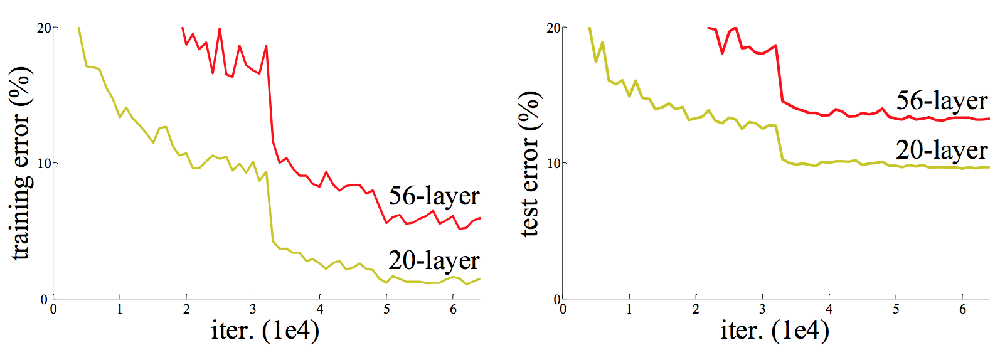 training error (%)
20
10
0
56-layer
20-layer
0 1 2 3 4 5 6
iter. (1e4)
test error (%)
20
10
0
56-layer
20-layer
0 1 2 3 4 5 6
iter. (1e4)